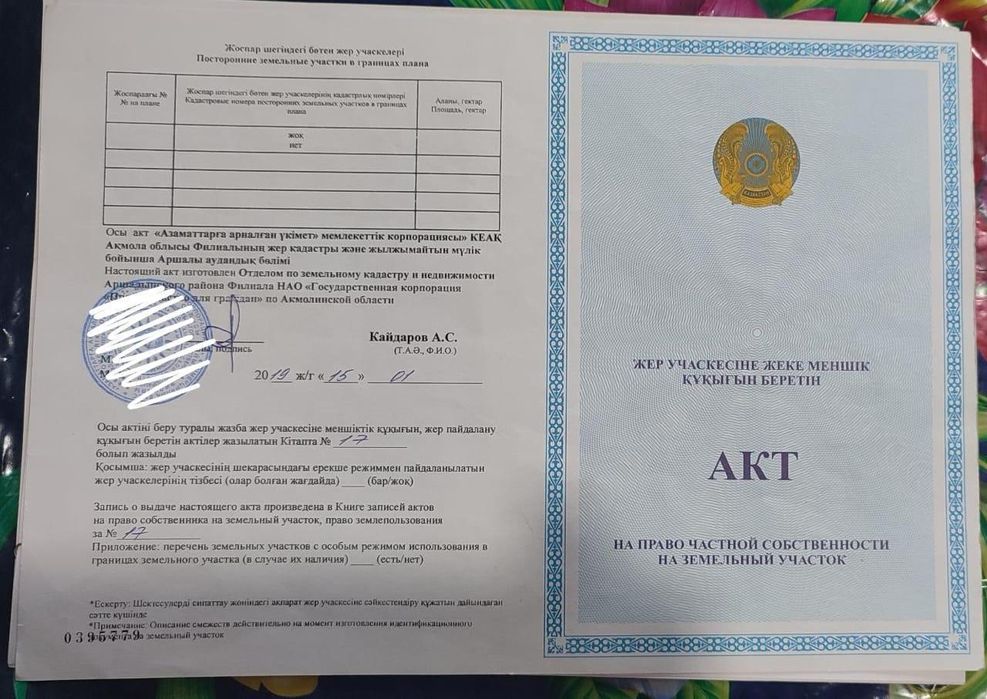 Жоспар шегіндегі бөтен жер учаскелері
Посторонние земельные участки в границах плана
Жоспардағы №
№ на плане
Жоспар шегіндегі бөтен жер учаскелерінің кадастрлық нөмірлері
Кадастровые номера посторонних земельных участков в границах
плана
Аланы, гектар
Площадь, гектар
жоқ
нет
Осы акт «Азаматтарға арналған үкімет» мемлекеттік корпорациясы» КЕАҚ
Ақмола облысы Филиалының жер кадастры және жылжымайтын мүлік
бойынша Аршалы аудандық бөлімі
Настоящий акт изготовлен Отделом по земельному кадастру и недвижимости
Аршалынского района Филиала НАО «Государственная корпорация
для граждан» по Акмолинской области
подпись
Кайдаров А.С.
(Т.А.Ә., Ф.И.О.)
М
М
2019 ж/г « 15 » 01
Осы актіні беру туралы жазба жер учаскесіне меншіктік құқығын, жер пайдалану
құқығын беретін актілер жазылатын Кітапта № 17
болып жазылды
Қосымша: жер учаскесінің шекарасындағы ерекше режиммен пайдаланылатын
жер учаскелерінің тізбесі (олар болған жағдайда) ____ (бар/жоқ)
Запись о выдаче настоящего акта произведена в Книге записей актов
на право собственника на земельный участок, право землепользования
за № 17
Приложение: перечень земельных участков с особым режимом использования в
границах земельного участка (в случае их наличия) ____ (есть/нет)
*Ескерту: Шектесулерді сипаттау жөніндегі ақпарат жер учаскесіне сәйкестендіру құжатын дайындаған
сәтте күшінде
*Примечание: Описание смежеств действительно на момент изготовления идентификационного
на земельный участок
0395779
ҚАЗАҚСТАН
ЖЕР УЧАСКЕСІНЕ ЖЕКЕ МЕНШІК
ҚҰҚЫҒЫН БЕРЕТІН
АКТ
НА ПРАВО ЧАСТНОЙ СОБСТВЕННОСТИ
НА ЗЕМЕЛЬНЫЙ УЧАСТОК